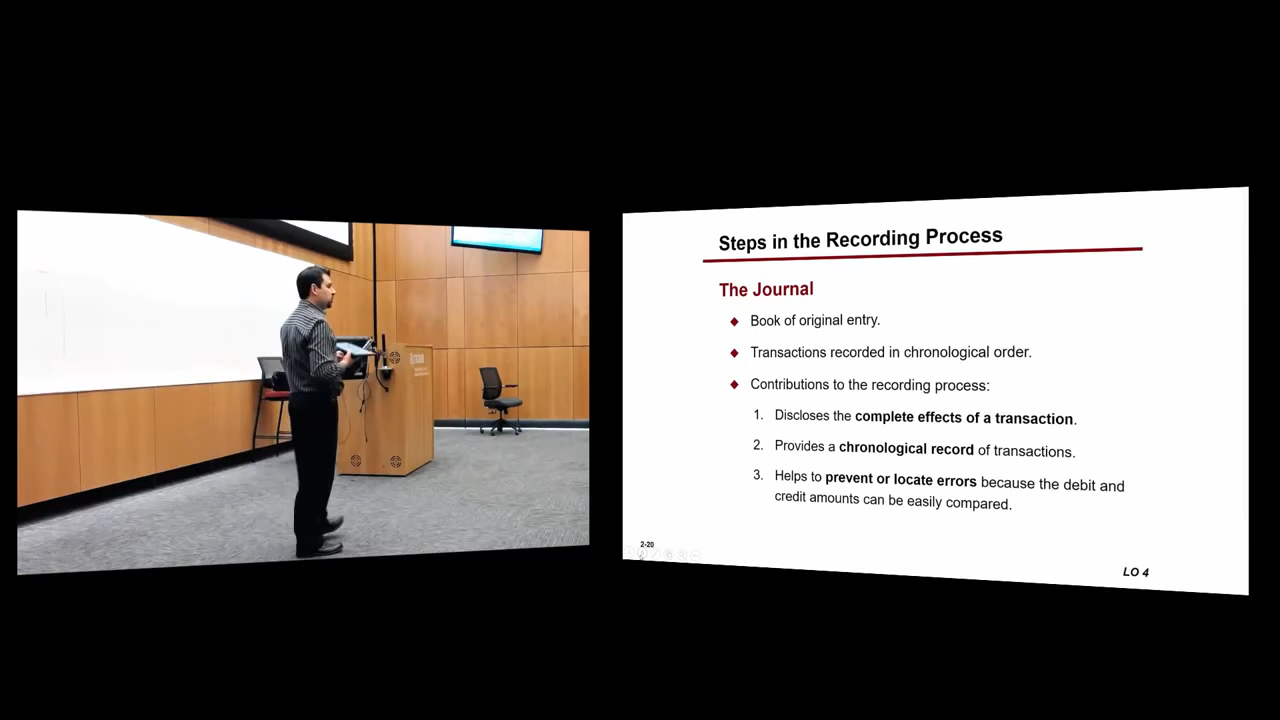 Steps in the Recording Process
The Journal
Book of original entry.
Transactions recorded in chronological order.
Contributions to the recording process:
1. Discloses the complete effects of a transaction.
2. Provides a chronological record of transactions.
3. Helps to prevent or locate errors because the debit and
credit amounts can be easily compared.
2-20
LO 4